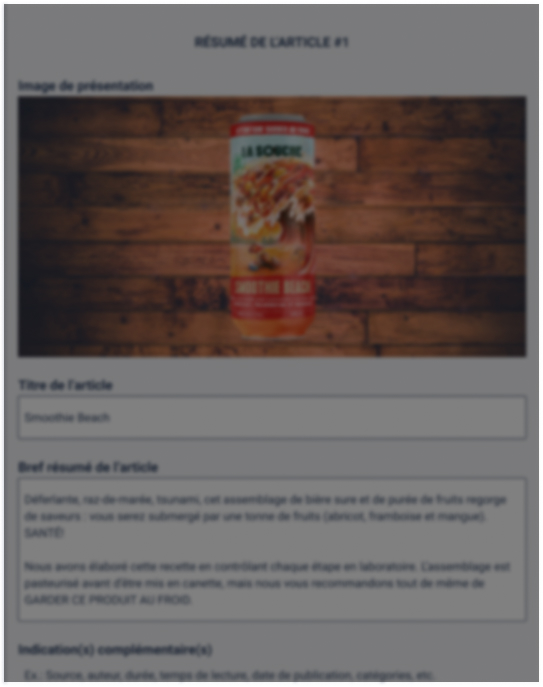 RÉSUMÉ DE L'ARTICLE #1
Image de présentation
LA SOUCHE
SMOOTHIE BEACH
Titre de l'article
Smoothie Beach
Bref résumé de l'article
Déferlante, raz-de-marée, tsunami, cet assemblage de bière sure et de purée de fruits regorge
de saveurs : vous serez submergé par une tonne de fruits (abricot, framboise et mangue).
SANTÉ!
Nous avons élaboré cette recette en contrôlant chaque étape en laboratoire. L'assemblage est
pasteurisé avant d'être mis en canette, mais nous vous recommandons tout de même de
GARDER CE PRODUIT AU FROID.
Indication(s) complémentaire(s)
Ex.: Source, auteur, durée, temps de lecture, date de publication, catégories, etc.